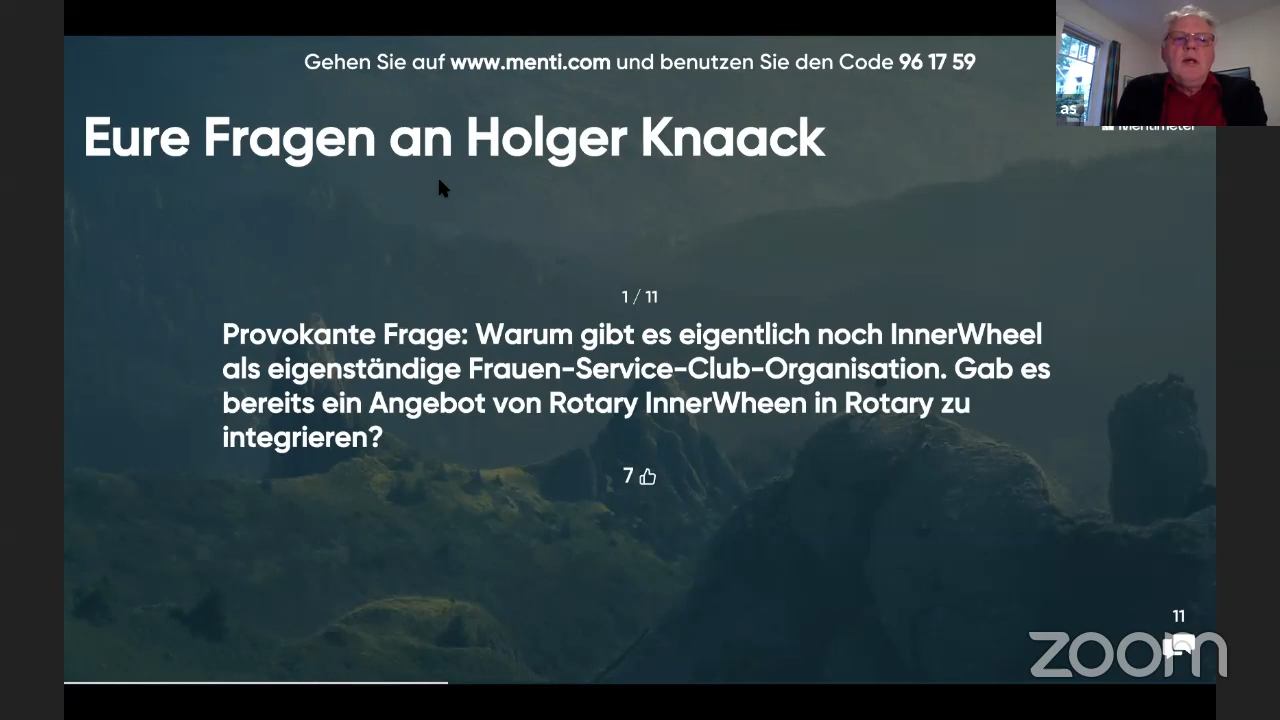 Gehen Sie auf www.menti.com und benutzen Sie den Code 96 17 59
as
Mentimeter
Eure Fragen an Holger Knaack
1 / 11
Provokante Frage: Warum gibt es eigentlich noch InnerWheel
als eigenständige Frauen-Service-Club-Organisation. Gab es
bereits ein Angebot von Rotary InnerWheen in Rotary zu
integrieren?
7
11
zoom